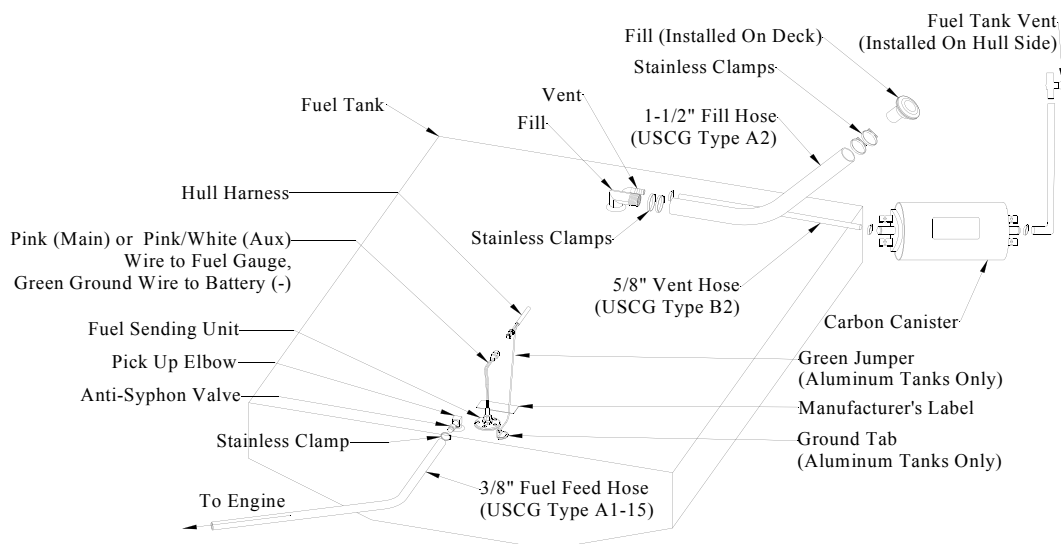 Fuel Tank Vent
(Installed On Hull Side)
Fill (Installed On Deck)
Stainless Clamps
Vent
Fuel Tank
1-1/2" Fill Hose
(USCG Type A2)
Fill
Hull Harness
Pink (Main) or Pink/White (Aux)
Wire to Fuel Gauge,
Green Ground Wire to Battery (-)
Stainless Clamps
5/8" Vent Hose
(USCG Type B2)
Carbon Canister
Fuel Sending Unit
Pick Up Elbow
Anti-Syphon Valve
Stainless Clamp
Green Jumper
(Aluminum Tanks Only)
Manufacturer's Label
Ground Tab
(Aluminum Tanks Only)
To Engine
3/8" Fuel Feed Hose
(USCG Type A1-15)